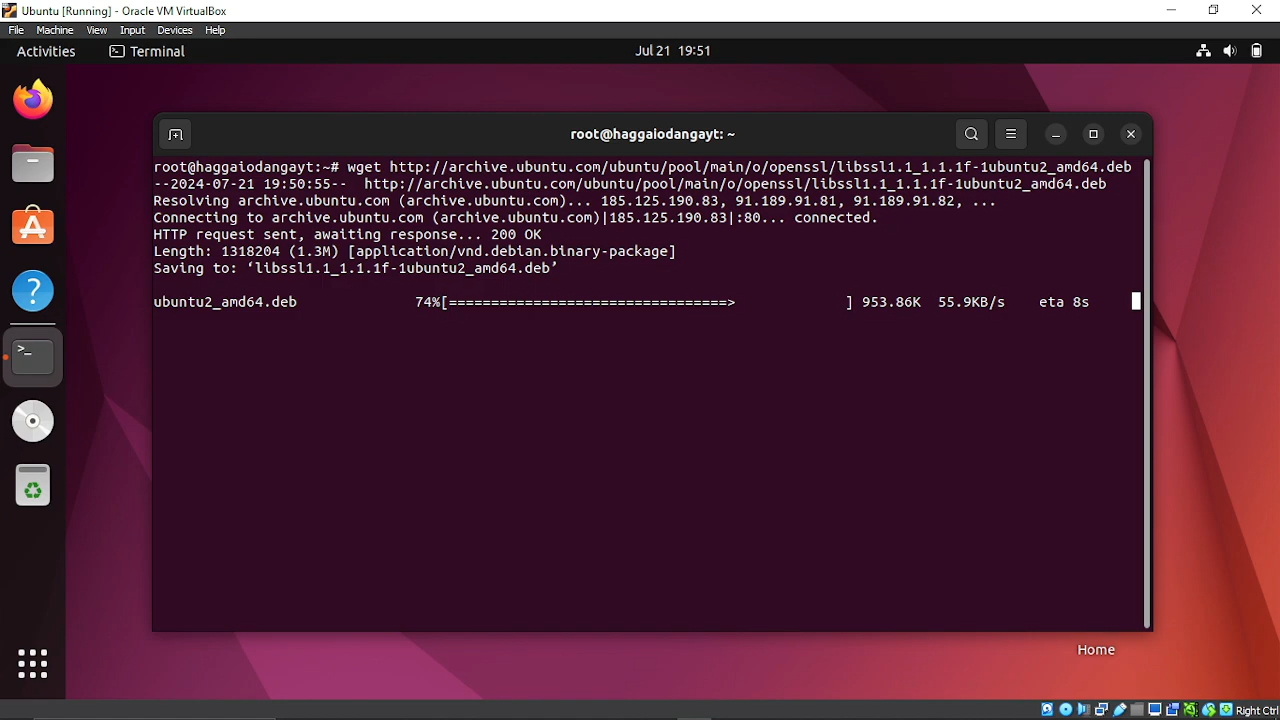 Ubuntu [Running] - Oracle VM VirtualBox
File Machine View Input Devices Help
Activities Terminal Jul 21 19:51
root@haggaiodangayt: ~
root@haggaiodangayt:~# wget http://archive.ubuntu.com/ubuntu/pool/main/o/openssl/libssl1.1_1.1.1f-1ubuntu2_amd64.deb
--2024-07-21 19:50:55--  http://archive.ubuntu.com/ubuntu/pool/main/o/openssl/libssl1.1_1.1.1f-1ubuntu2_amd64.deb
Resolving archive.ubuntu.com (archive.ubuntu.com)... 185.125.190.83, 91.189.91.81, 91.189.91.82, ...
Connecting to archive.ubuntu.com (archive.ubuntu.com)|185.125.190.83|:80... connected.
HTTP request sent, awaiting response... 200 OK
Length: 1318204 (1.3M) [application/vnd.debian.binary-package]
Saving to: ‘libssl1.1_1.1.1f-1ubuntu2_amd64.deb’
ubuntu2_amd64.deb 74%[=================================> ] 953.86K 55.9KB/s eta 8s
Home
Right Ctrl